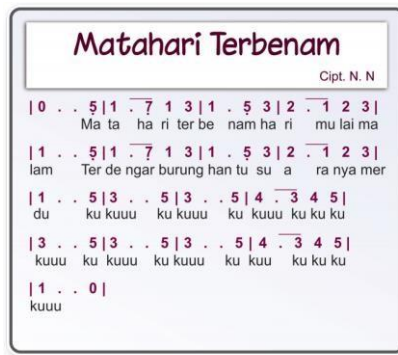 Matahari Terbenam
Cipt. N. N
|0 . . 5̣|1 . 7̣ 1 3|1 . 5̣ 3|2 . 1 2 3|
Ma ta ha ri ter be nam ha ri mu lai ma
|1 . . 5̣|1 . 7̣ 1 3|1 . 5̣ 3|2 . 1 2 3|
lam Ter de ngar burung han tu su a ra nya mer
|1 . . 5|3 . . 5|3 . . 5|4 . 3 4 5|
du ku kuuu ku kuuu ku kuuu ku ku ku
|3 . . 5|3 . . 5|3 . . 5|4 . 3 4 5|
kuuu ku kuuu ku kuuu ku kuu ku ku ku
|1 . . 0|
kuuu